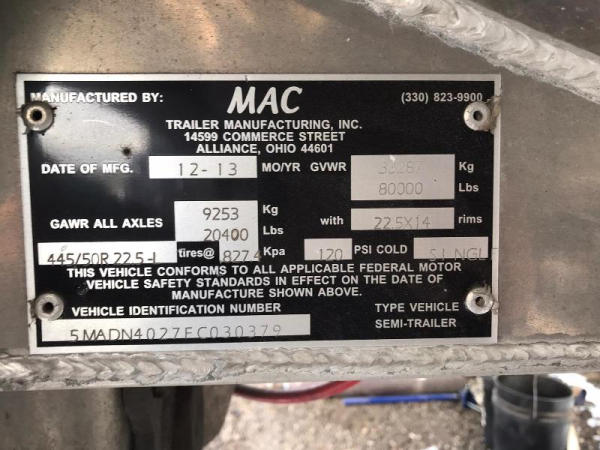 MANUFACTURED BY: MAC (330) 823-9900
TRAILER MANUFACTURING, INC.
14599 COMMERCE STREET
ALLIANCE, OHIO 44601
DATE OF MFG. 12-13 MO/YR GVWR Kg
80000 Lbs
GAWR ALL AXLES 9253 Kg
20400 Lbs with 22.5X14 rims
445/50R 22.5-L tires@ 827.4 Kpa 120 PSI COLD SINGLE
THIS VEHICLE CONFORMS TO ALL APPLICABLE FEDERAL MOTOR
VEHICLE SAFETY STANDARDS IN EFFECT ON THE DATE OF
MANUFACTURE SHOWN ABOVE.
VEHICLE IDENTIFICATION NUMBER TYPE VEHICLE
5MADN4027EC030379 SEMI-TRAILER